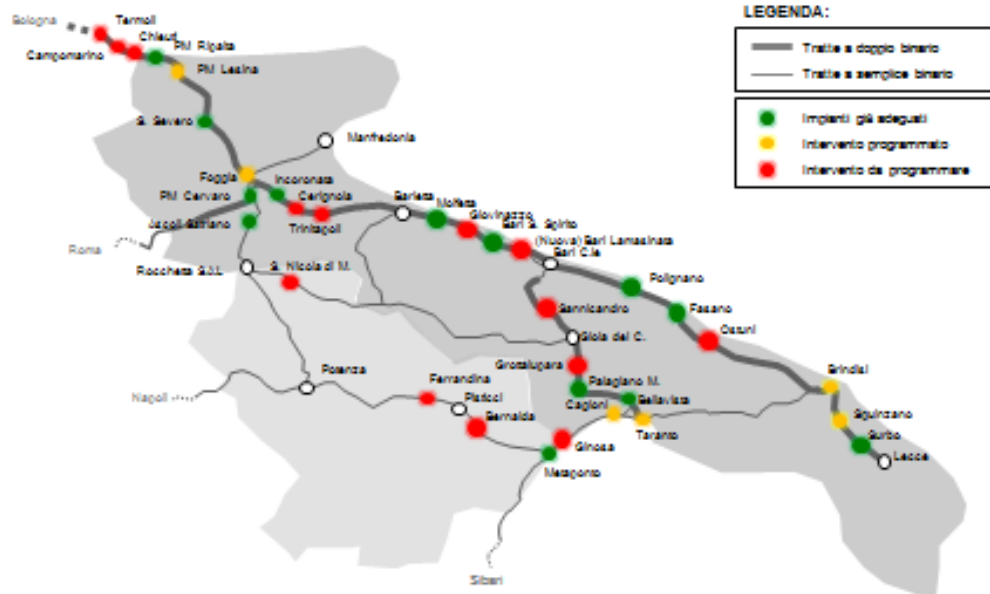 LEGENDA:
Tratte a doppio binario
Tratte a semplice binario
Impianti già adeguati
Intervento programmato
Intervento da programmare
Bologna
Termoli
Chieuti
Campomarino
PM Ripalta
PM Lesina
S. Severo
Manfredonia
Foggia
Incoronata
PM Cervaro
Cerignola
Trinitapoli
Barletta
Molfetta
Giovinazzo
Bari S. Spirito
(Nuova) Bari Lamasinata
Bari C.le
Ascoli Satriano
Roma
Rocchetta S.A.L.
S. Nicola di M.
Polignano
Fasano
Ostuni
Sannicandro
Gioia del C.
Grottalupara
Palagiano M.
Bellavista
Cagioni
Taranto
Brindisi
Squinzano
Surbo
Lecce
Potenza
Napoli
Ferrandina
Pisticci
Bernalda
Ginosa
Metaponto
Sibari